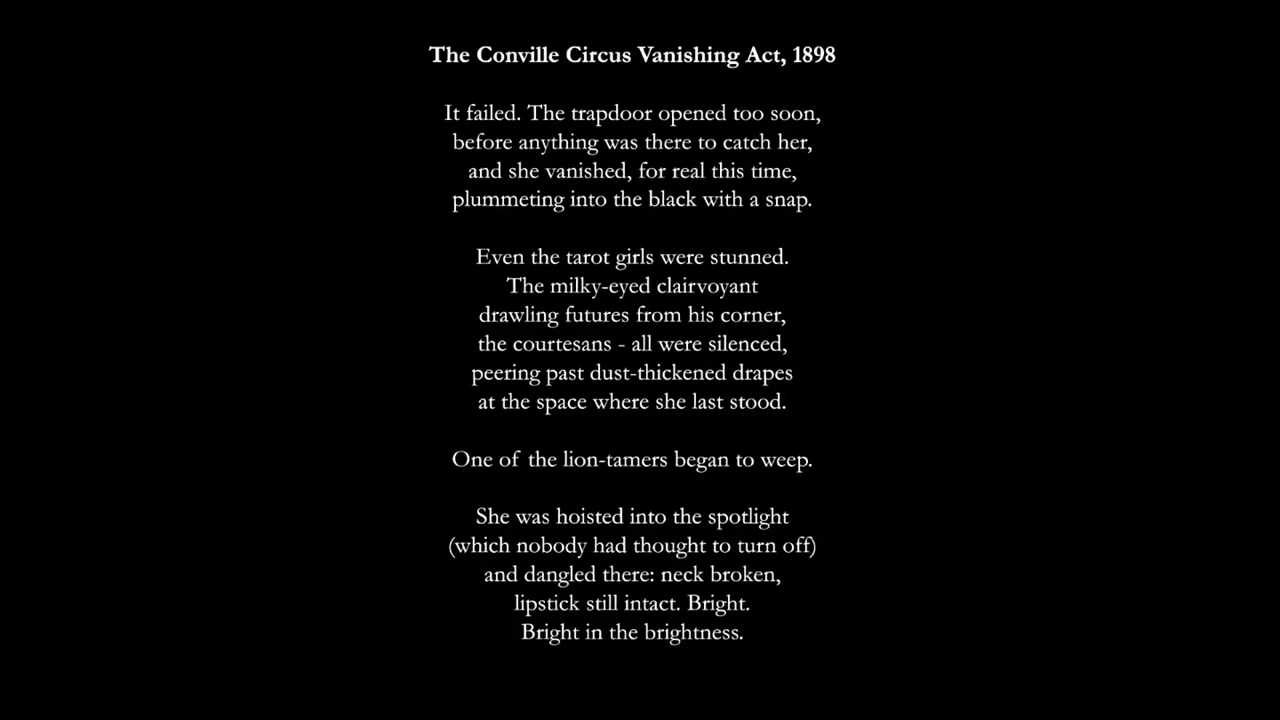 The Conville Circus Vanishing Act, 1898
It failed. The trapdoor opened too soon,
before anything was there to catch her,
and she vanished, for real this time,
plummeting into the black with a snap.
Even the tarot girls were stunned.
The milky-eyed clairvoyant
drawling futures from his corner,
the courtesans - all were silenced,
peering past dust-thickened drapes
at the space where she last stood.
One of the lion-tamers began to weep.
She was hoisted into the spotlight
(which nobody had thought to turn off)
and dangled there: neck broken,
lipstick still intact. Bright.
Bright in the brightness.